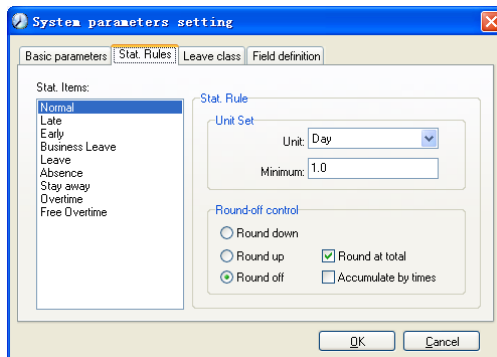 System parameters setting
Basic parameters Stat. Rules Leave class Field definition
Stat. Items:
Normal
Late
Early
Business Leave
Leave
Absence
Stay away
Overtime
Free Overtime
Stat. Rule
Unit Set
Unit: Day
Minimum: 1.0
Round-off control
Round down
Round up Round at total
Round off Accumulate by times
OK Cancel